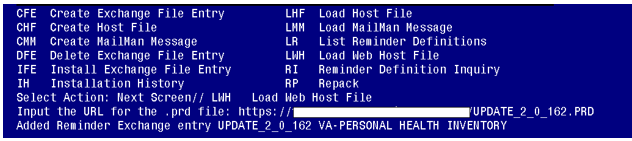 CFE  Create Exchange File Entry        LHF  Load Host File
CHF  Create Host File                  LMM  Load MailMan Message
CMM  Create MailMan Message            LR   List Reminder Definitions
DFE  Delete Exchange File Entry        LWH  Load Web Host File
IFE  Install Exchange File Entry       RI   Reminder Definition Inquiry
IH   Installation History              RP   Repack
Select Action: Next Screen// LWH   Load Web Host File
Input the URL for the .prd file: https://                    /UPDATE_2_0_162.PRD
Added Reminder Exchange entry UPDATE_2_0_162 VA-PERSONAL HEALTH INVENTORY